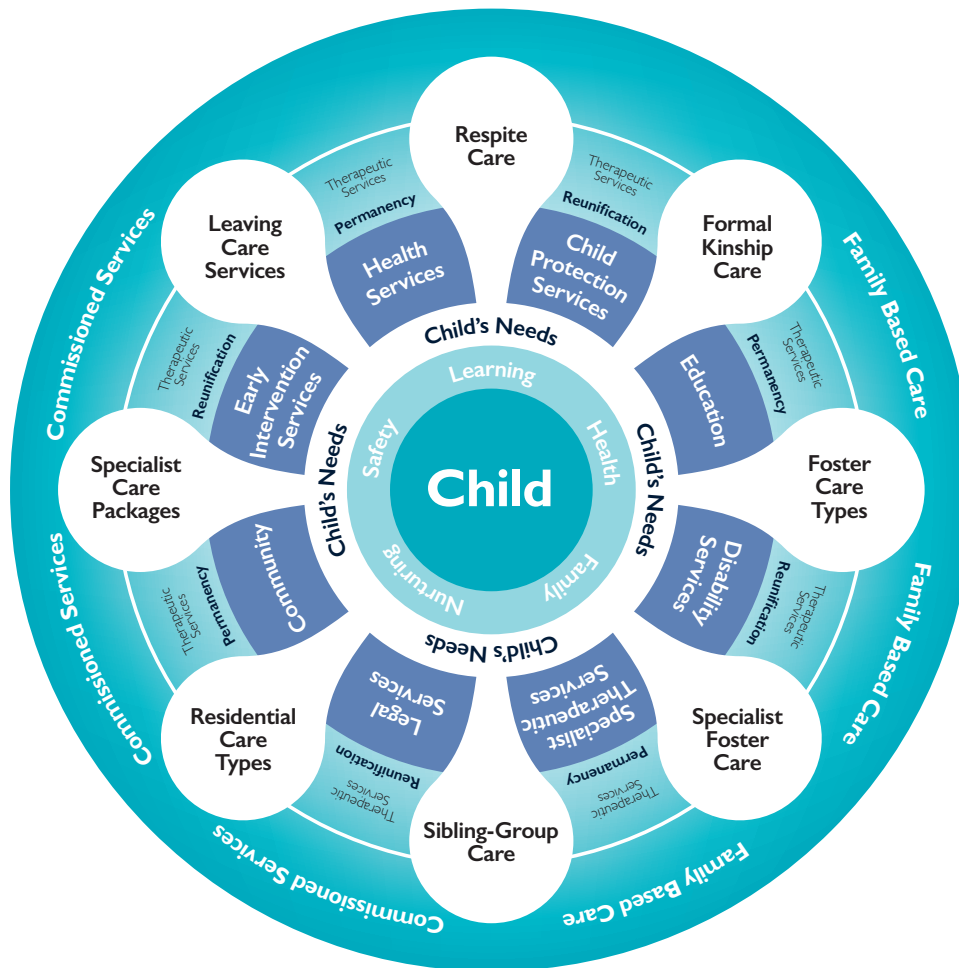 Respite
Care
Therapeutic
Services
Reunification
Child
Protection
Services
Formal
Kinship
Care
Therapeutic
Services
Permanency
Education
Foster
Care
Types
Therapeutic
Services
Reunification
Disability
Services
Specialist
Foster
Care
Therapeutic
Services
Permanency
Specialist
Therapeutic
Services
Sibling-Group
Care
Therapeutic
Services
Reunification
Legal
Services
Residential
Care
Types
Therapeutic
Services
Permanency
Community
Specialist
Care
Packages
Therapeutic
Services
Reunification
Early
Intervention
Services
Leaving
Care
Services
Therapeutic
Services
Permanency
Health
Services
Family Based Care
Family Based Care
Family Based Care
Commissioned Services
Commissioned Services
Commissioned Services
Child's Needs
Child's Needs
Child's Needs
Child's Needs
Learning
Health
Family
Nurturing
Safety
Child